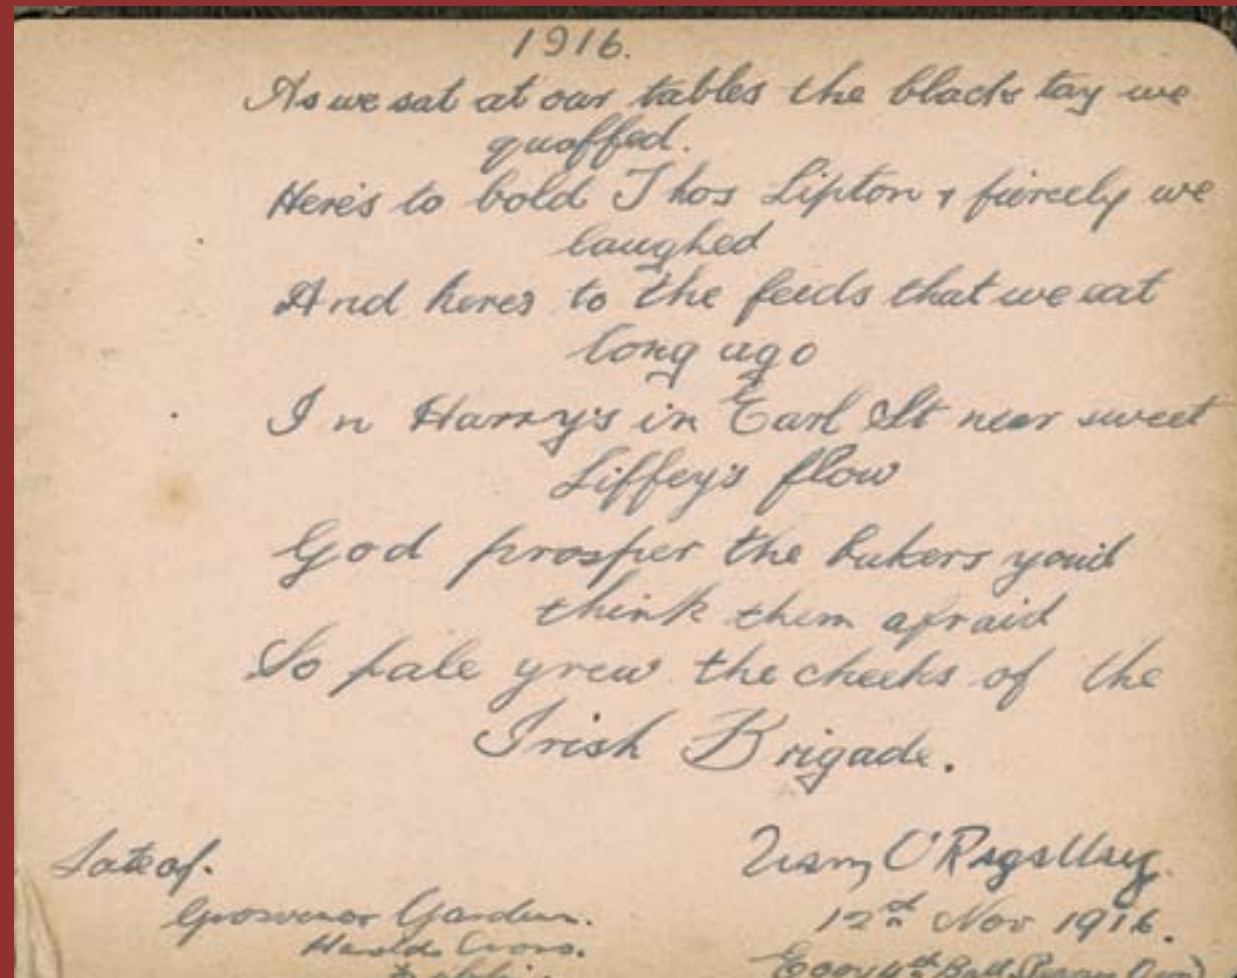 1916.
As we sat at our tables the black tay we
quaffed.
Here's to bold Thos Lipton & fiercely we
laughed
And heres to the feeds that we eat
long ago
In Harry's in Earl St near sweet
Liffey's flow
God prosper the bakers you'd
think them afraid
So pale grew the cheeks of the
Irish Brigade.
Late of.
Grosvenor Garden.
Harolds Cross.
12th Nov 1916.